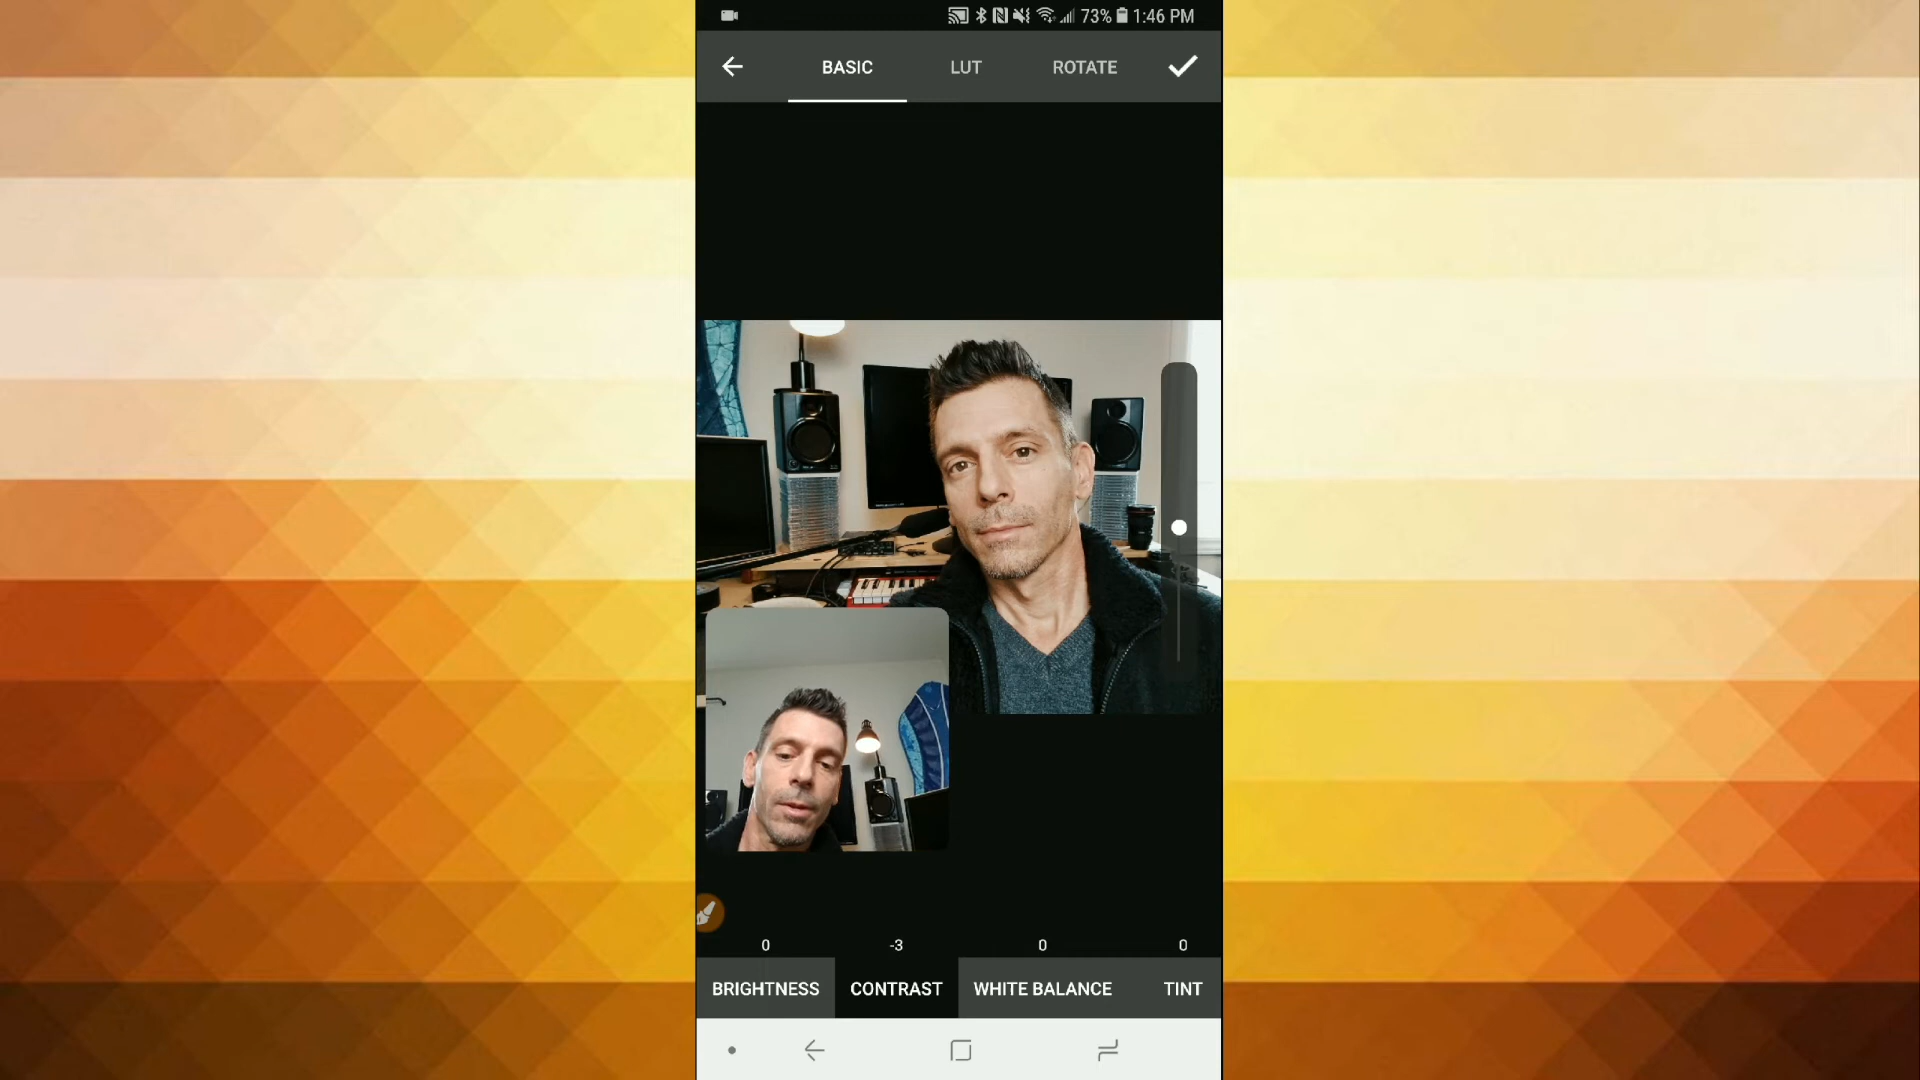 73% 1:46 PM
BASIC LUT ROTATE
0 -3 0 0
BRIGHTNESS CONTRAST WHITE BALANCE TINT